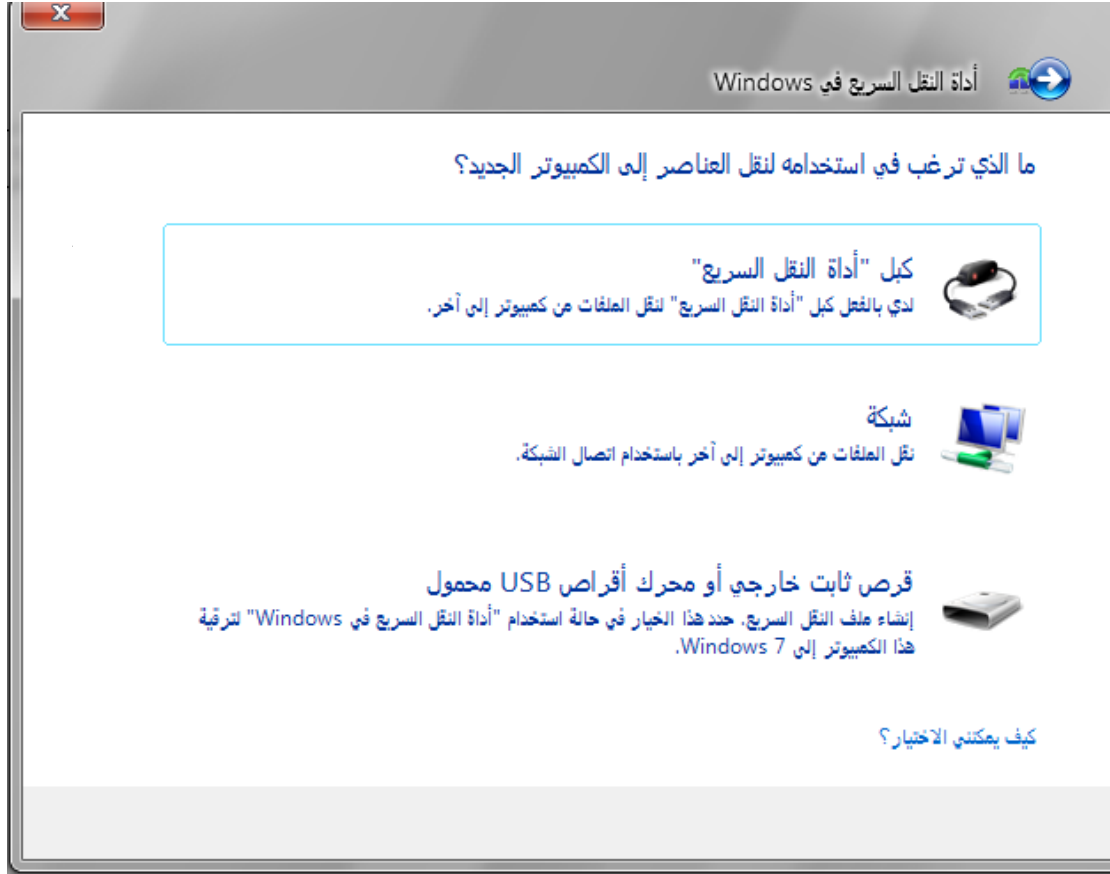 أداة النقل السريع في Windows
ما الذي ترغب في استخدامه لنقل العناصر إلى الكمبيوتر الجديد؟
كبل "أداة النقل السريع"
لدي بالفعل كبل "أداة النقل السريع" لنقل الملفات من كمبيوتر إلى آخر.
شبكة
نقل الملفات من كمبيوتر إلى آخر باستخدام اتصال الشبكة.
قرص ثابت خارجي أو محرك أقراص USB محمول
إنشاء ملف النقل السريع. حدد هذا الخيار في حالة استخدام "أداة النقل السريع في Windows" لترقية
هذا الكمبيوتر إلى Windows 7.
كيف يمكنني الاختيار؟